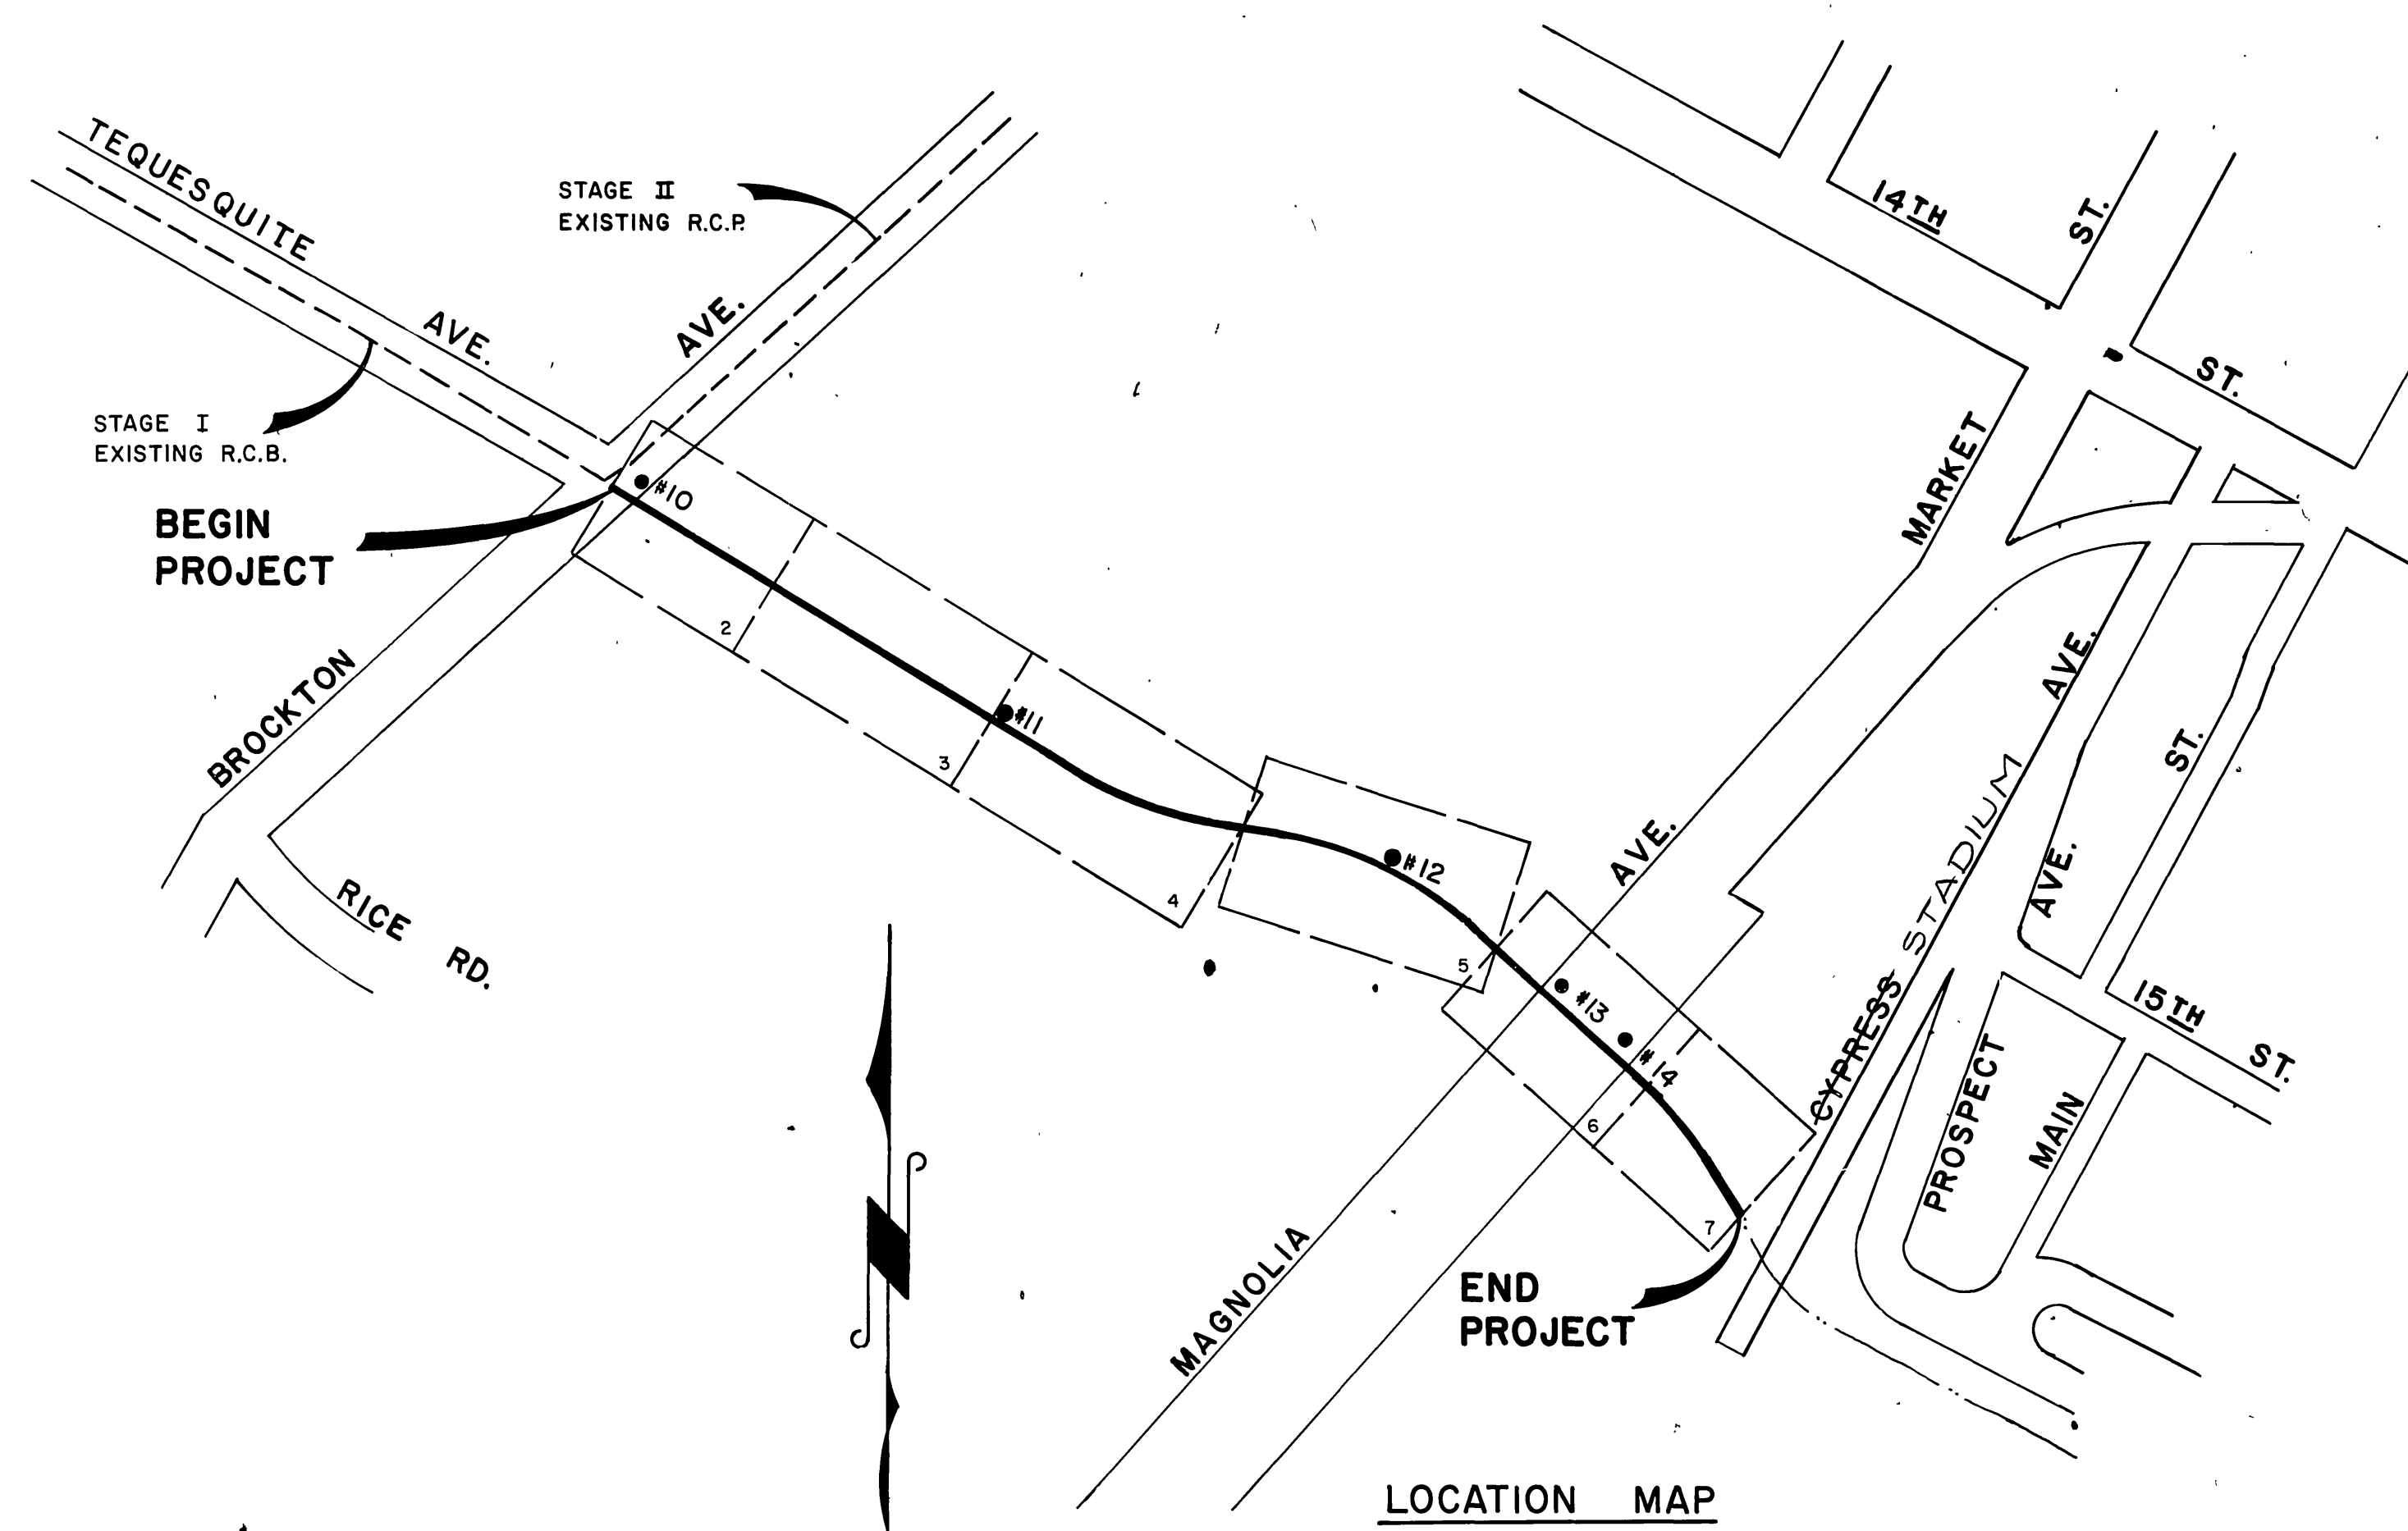 TEQUESQUITE AVE.
STAGE II
EXISTING R.C.P.
AVE.
14TH ST.
ST.
STAGE I
EXISTING R.C.B.
BEGIN
PROJECT
#10
MARKET
2
BROCKTON
#11
3
AVE.
ST.
STADIUM
#12
AVE.
AVE.
4
RICE RD.
5
#13
CYPRESS
15TH ST.
#14
PROSPECT
MAIN
6
7
N
MAGNOLIA
END
PROJECT
LOCATION MAP